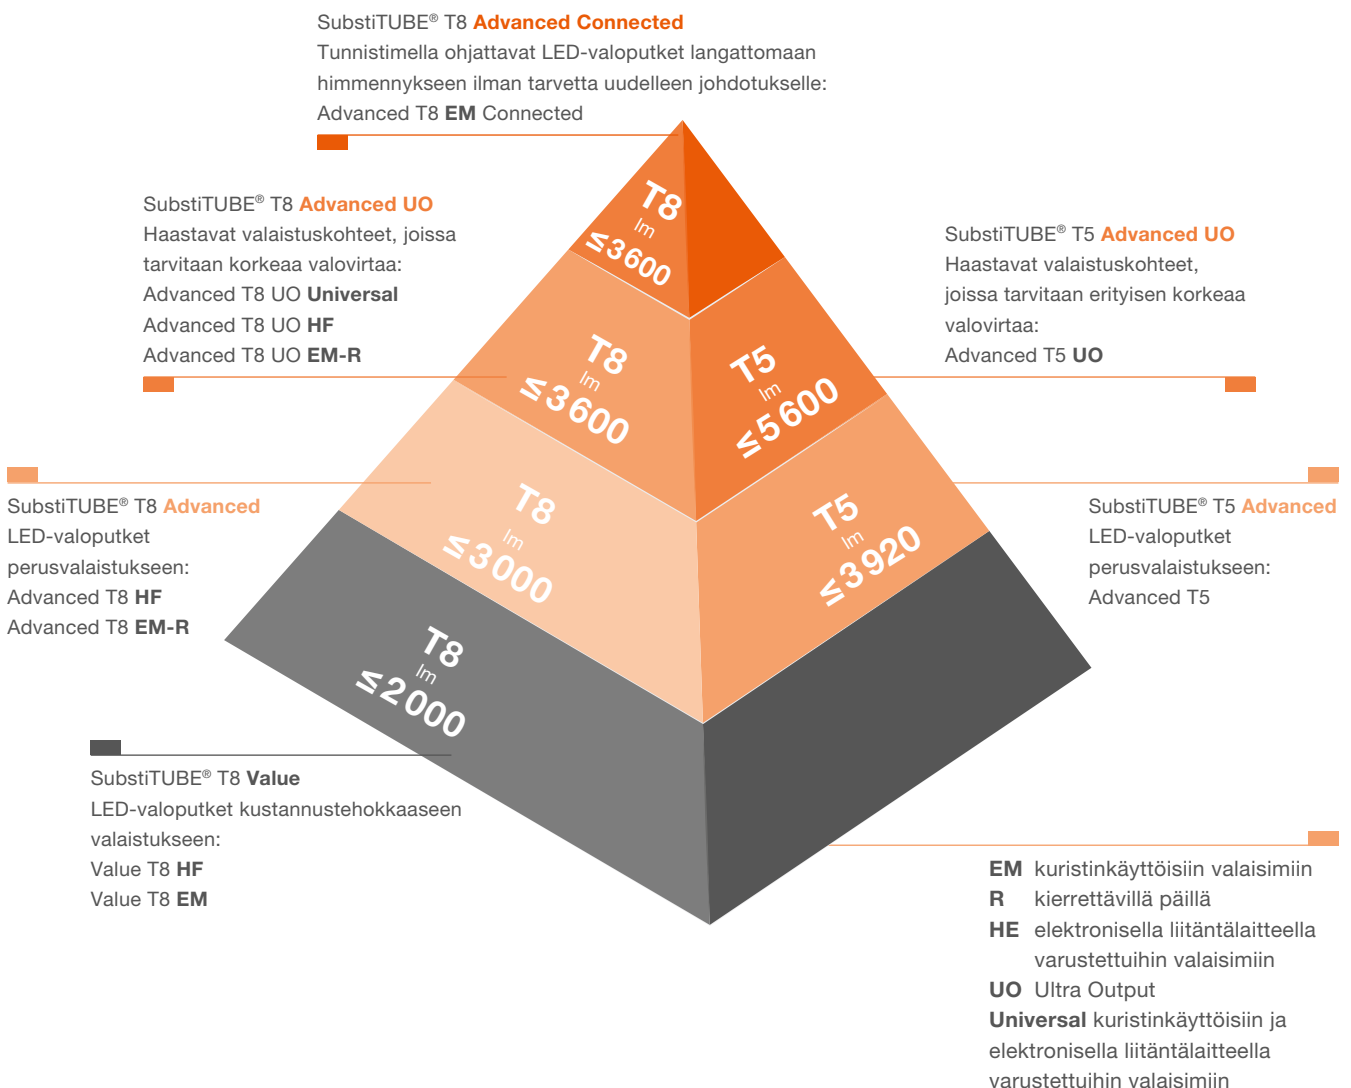 SubstiTUBE® T8 Advanced Connected
Tunnistimella ohjattavat LED-valoputket langattomaan
himmennykseen ilman tarvetta uudelleen johdotukselle:
Advanced T8 EM Connected
SubstiTUBE® T8 Advanced UO
Haastavat valaistuskohteet, joissa
tarvitaan korkeaa valovirtaa:
Advanced T8 UO Universal
Advanced T8 UO HF
Advanced T8 UO EM-R
SubstiTUBE® T5 Advanced UO
Haastavat valaistuskohteet,
joissa tarvitaan erityisen korkeaa
valovirtaa:
Advanced T5 UO
T8
lm
≤3600
T8
lm
≤3600
T5
lm
≤5600
SubstiTUBE® T8 Advanced
LED-valoputket
perusvalaistukseen:
Advanced T8 HF
Advanced T8 EM-R
T8
lm
≤3000
T5
lm
≤3920
SubstiTUBE® T5 Advanced
LED-valoputket
perusvalaistukseen:
Advanced T5
T8
lm
≤2000
SubstiTUBE® T8 Value
LED-valoputket kustannustehokkaaseen
valaistukseen:
Value T8 HF
Value T8 EM
EM kuristinkäyttöisiin valaisimiin
R kierrettävillä päillä
HE elektronisella liitäntälaitteella
varustettuihin valaisimiin
UO Ultra Output
Universal kuristinkäyttöisiin ja
elektronisella liitäntälaitteella
varustettuihin valaisimiin